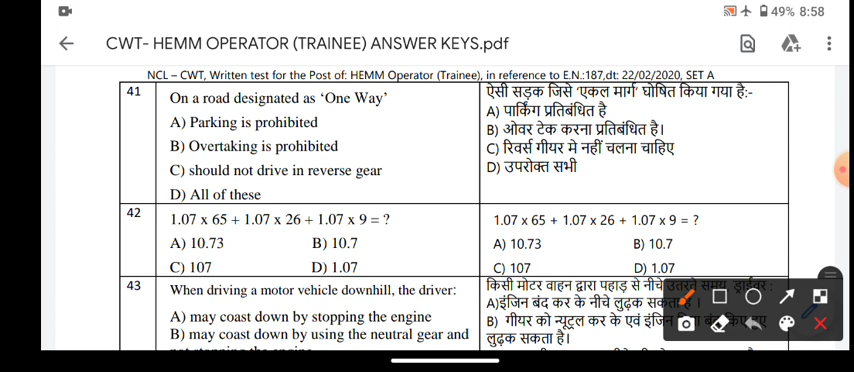 49% 8:58
CWT- HEMM OPERATOR (TRAINEE) ANSWER KEYS.pdf
NCL – CWT, Written test for the Post of: HEMM Operator (Trainee), in reference to E.N.:187,dt: 22/02/2020, SET A
41
On a road designated as ‘One Way’
A) Parking is prohibited
B) Overtaking is prohibited
C) should not drive in reverse gear
D) All of these
ऐसी सड़क जिसे ‘एकल मार्ग’ घोषित किया गया है:-
A) पार्किंग प्रतिबंधित है
B) ओवर टेक करना प्रतिबंधित है।
C) रिवर्स गीयर मे नहीं चलना चाहिए
D) उपरोक्त सभी
42
1.07 x 65 + 1.07 x 26 + 1.07 x 9 = ?
A) 10.73 B) 10.7
C) 107 D) 1.07
1.07 x 65 + 1.07 x 26 + 1.07 x 9 = ?
A) 10.73 B) 10.7
C) 107 D) 1.07
43
When driving a motor vehicle downhill, the driver:
A) may coast down by stopping the engine
B) may coast down by using the neutral gear and
किसी मोटर वाहन द्वारा पहाड़ से नीचे उतरते समय, ड्राईवर :
A)इंजिन बंद कर के नीचे लुढ़क सकता है।
B) गीयर को न्यूट्रल कर के एवं इंजिन
लुढ़क सकता है।